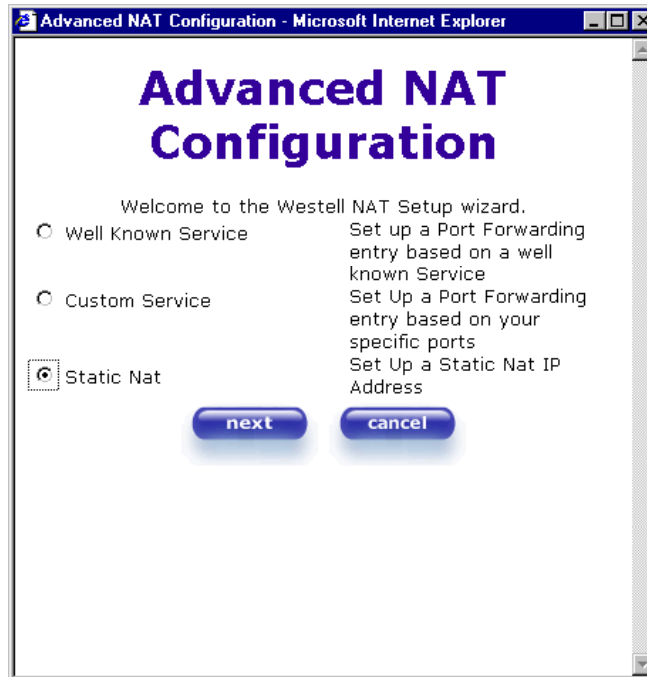 Advanced NAT Configuration - Microsoft Internet Explorer
Advanced NAT
Configuration
Welcome to the Westell NAT Setup wizard.
Well Known Service
Set up a Port Forwarding
entry based on a well
known Service
Custom Service
Set Up a Port Forwarding
entry based on your
specific ports
Static Nat
Set Up a Static Nat IP
Address
next
cancel